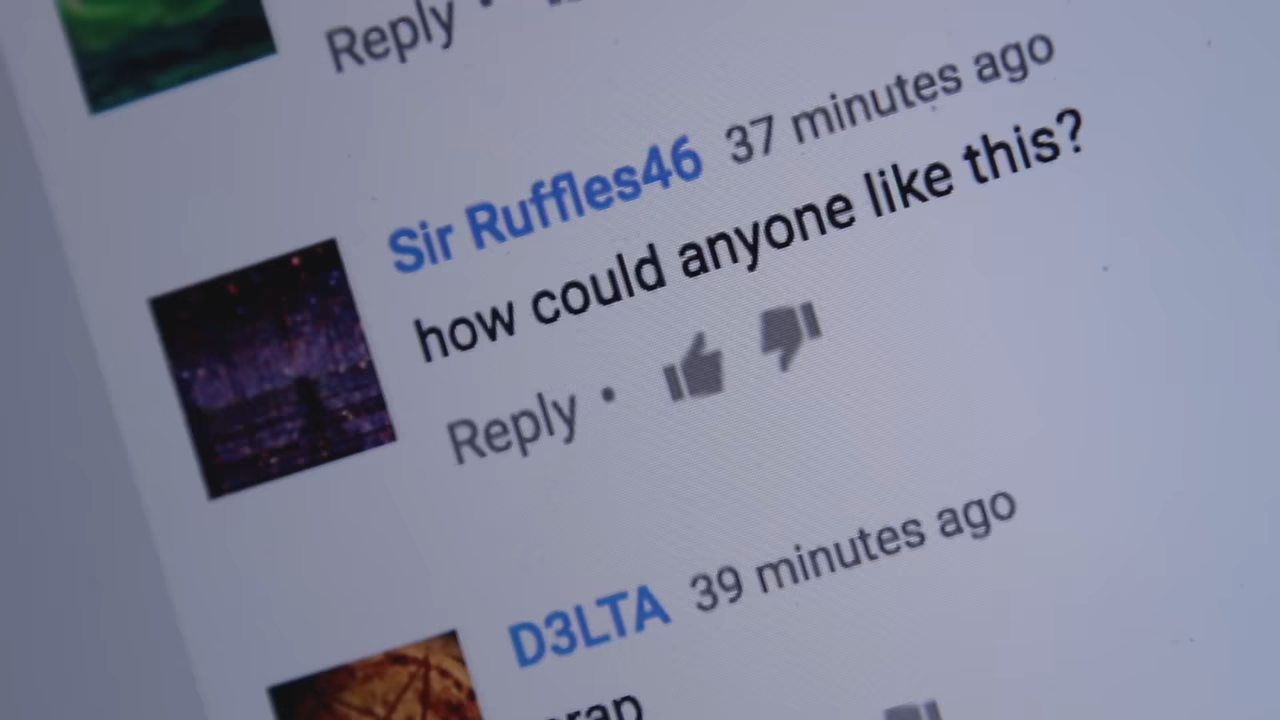 Reply •
Sir Ruffles46 37 minutes ago
how could anyone like this?
Reply •
D3LTA 39 minutes ago